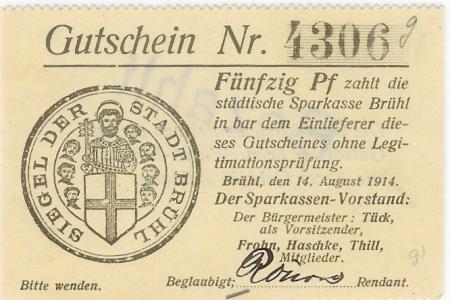 Gutschein Nr. 4306
Fünfzig Pf zahlt die
städtische Sparkasse Brühl
in bar dem Einlieferer die-
ses Gutscheines ohne Legi-
timationsprüfung.
Brühl, den 14. August 1914.
Der Sparkassen-Vorstand:
Der Bürgermeister: Tück,
als Vorsitzender,
Frohn, Haschke, Thill,
Mitglieder.
Beglaubigt: Rendant.
Bitte wenden.
SIEGEL DER STADT BRÜHL